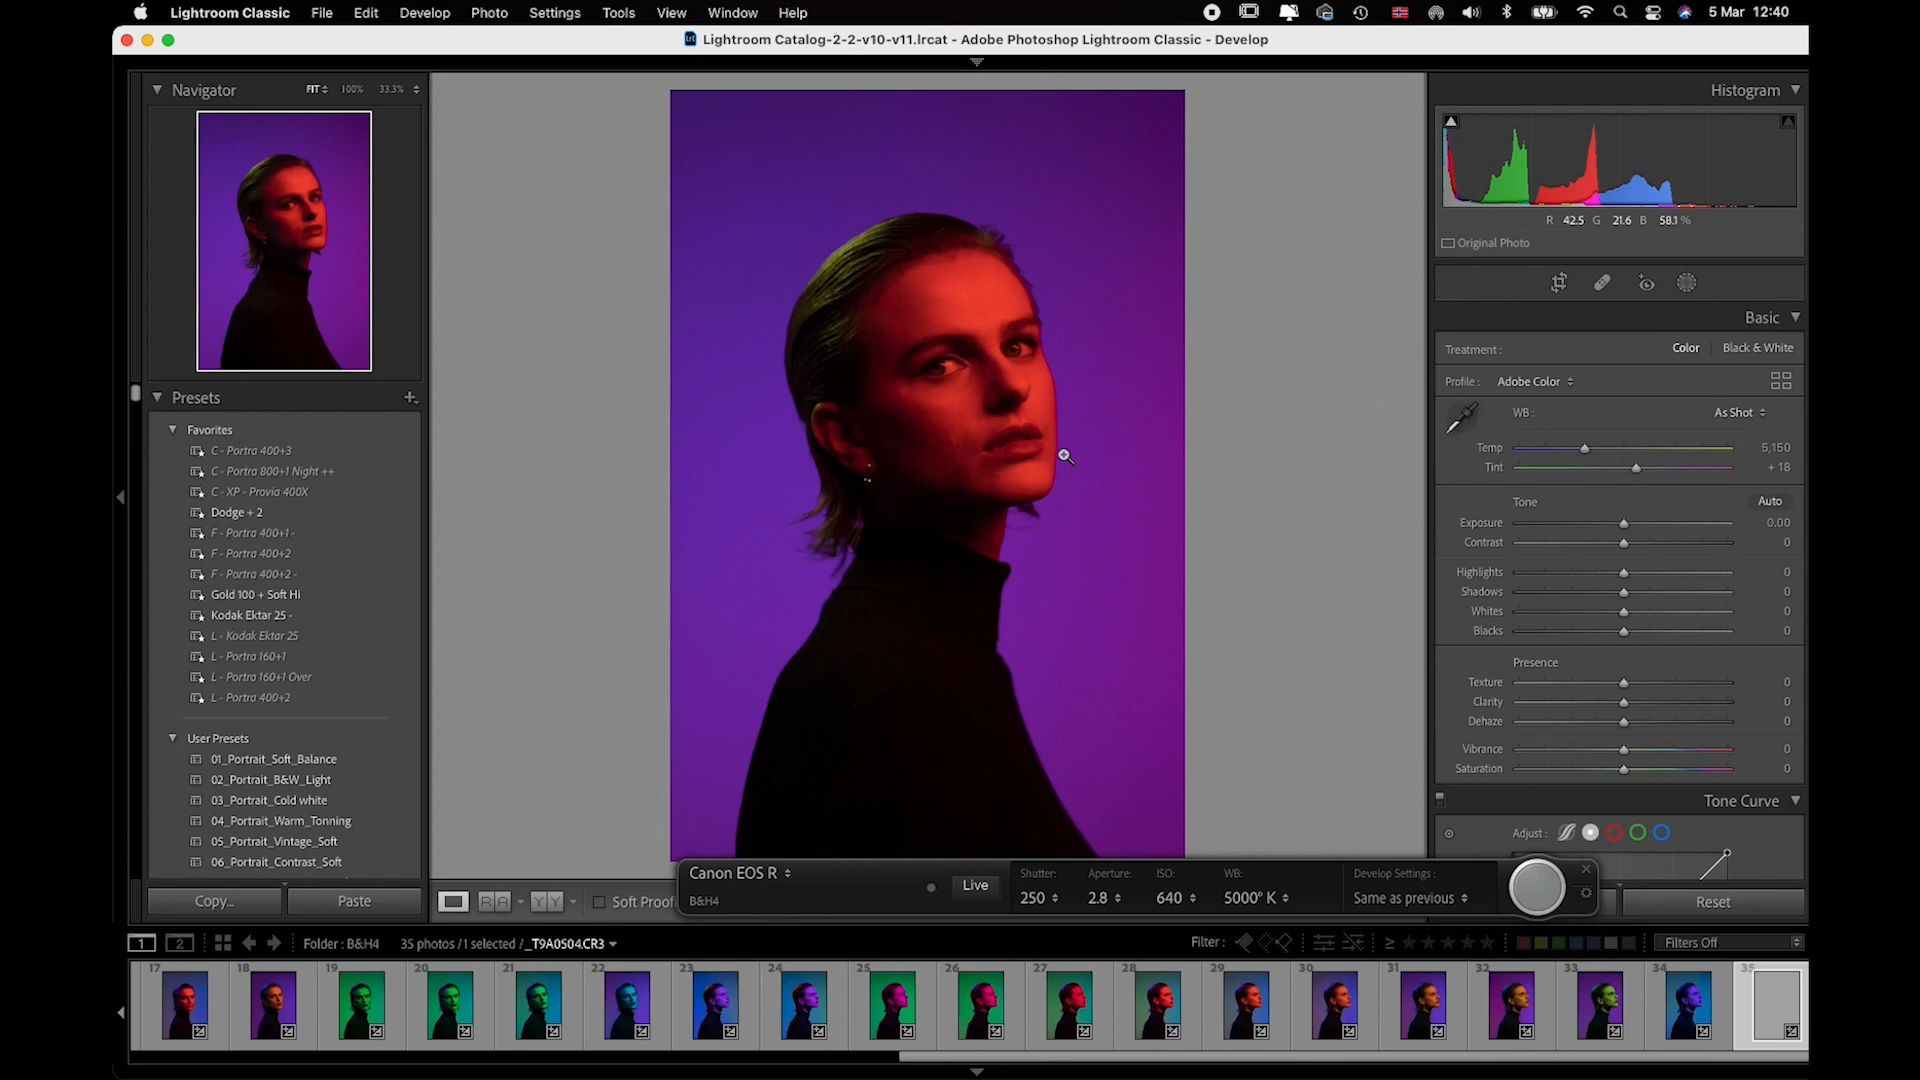 Lightroom Classic File Edit Develop Photo Settings Tools View Window Help 5 Mar 12:40
Lightroom Catalog-2-2-v10-v11.lrcat - Adobe Photoshop Lightroom Classic - Develop
Navigator FIT 100% 33.3%
Presets
Favorites
C - Portra 400+3
C - Portra 800+1 Night ++
C - XP - Provia 400X
Dodge + 2
F - Portra 400+1 -
F - Portra 400+2
F - Portra 400+2 -
Gold 100 + Soft Hi
Kodak Ektar 25 -
L - Kodak Ektar 25
L - Portra 160+1
L - Portra 160+1 Over
L - Portra 400+2
User Presets
01_Portrait_Soft_Balance
02_Portrait_B&W_Light
03_Portrait_Cold white
04_Portrait_Warm_Tonning
05_Portrait_Vintage_Soft
06_Portrait_Contrast_Soft
Copy... Paste
Histogram
R 42.5 G 21.6 B 58.1 %
Original Photo
Basic
Treatment : Color Black & White
Profile : Adobe Color
WB : As Shot
Temp 5,150
Tint + 18
Tone Auto
Exposure 0.00
Contrast 0
Highlights 0
Shadows 0
Whites 0
Blacks 0
Presence
Texture 0
Clarity 0
Dehaze 0
Vibrance 0
Saturation 0
Tone Curve
Adjust :
Reset
RA YY Soft Proof
Canon EOS R Live Shutter: Aperture: ISO: WB: Develop Settings :
B&H4 250 2.8 640 5000° K Same as previous
1 2 Folder : B&H4 35 photos / 1 selected / _T9A0504.CR3 Filter : ≥ Filters Off
17 18 19 20 21 22 23 24 25 26 27 28 29 30 31 32 33 34 35